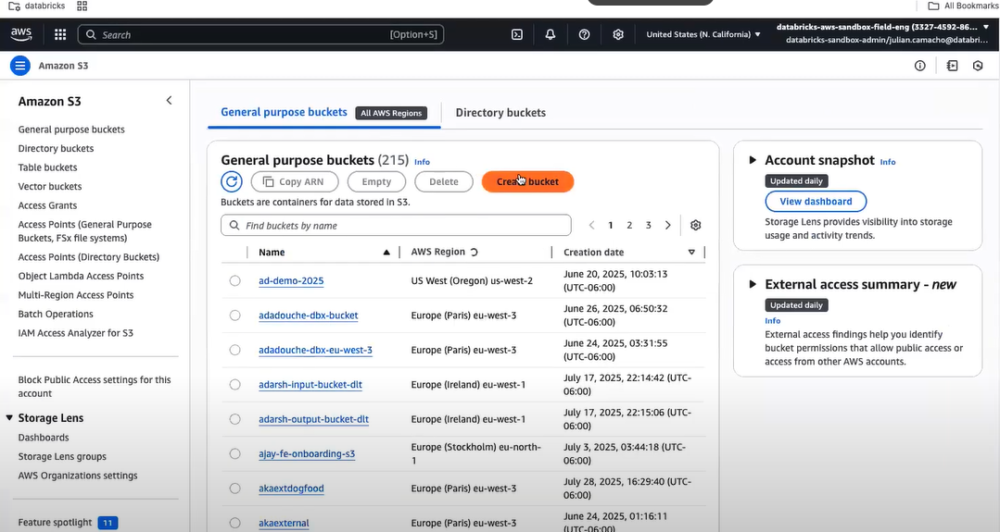 databricks
All Bookmarks
aws
Search
[Option+S]
United States (N. California)
databricks-aws-sandbox-field-eng (3327-4592-86...
databricks-sandbox-admin/julian.camacho@databri...
Amazon S3
Amazon S3
General purpose buckets
Directory buckets
Table buckets
Vector buckets
Access Grants
Access Points (General Purpose
Buckets, FSx file systems)
Access Points (Directory Buckets)
Object Lambda Access Points
Multi-Region Access Points
Batch Operations
IAM Access Analyzer for S3
Block Public Access settings for this
account
Storage Lens
Dashboards
Storage Lens groups
AWS Organizations settings
Feature spotlight 11
General purpose buckets All AWS Regions
Directory buckets
General purpose buckets (215) Info
Copy ARN
Empty
Delete
Create bucket
Buckets are containers for data stored in S3.
Find buckets by name
1 2 3
Name AWS Region Creation date
ad-demo-2025 US West (Oregon) us-west-2 June 20, 2025, 10:03:13
(UTC-06:00)
adadouche-dbx-bucket Europe (Paris) eu-west-3 June 26, 2025, 06:50:32
(UTC-06:00)
adadouche-dbx-eu-west-3 Europe (Paris) eu-west-3 June 24, 2025, 03:31:55
(UTC-06:00)
adarsh-input-bucket-dlt Europe (Ireland) eu-west-1 July 17, 2025, 22:14:42 (UTC-
06:00)
adarsh-output-bucket-dlt Europe (Ireland) eu-west-1 July 17, 2025, 22:15:06 (UTC-
06:00)
ajay-fe-onboarding-s3 Europe (Stockholm) eu-north- July 3, 2025, 03:44:18 (UTC-
1 06:00)
akaextdogfood Europe (Paris) eu-west-3 July 28, 2025, 16:29:40 (UTC-
06:00)
akaexternal Europe (Paris) eu-west-3 June 24, 2025, 01:16:11
(UTC-06:00)
Account snapshot Info
Updated daily
View dashboard
Storage Lens provides visibility into storage
usage and activity trends.
External access summary - new
Updated daily
Info
External access findings help you identify
bucket permissions that allow public access or
access from other AWS accounts.